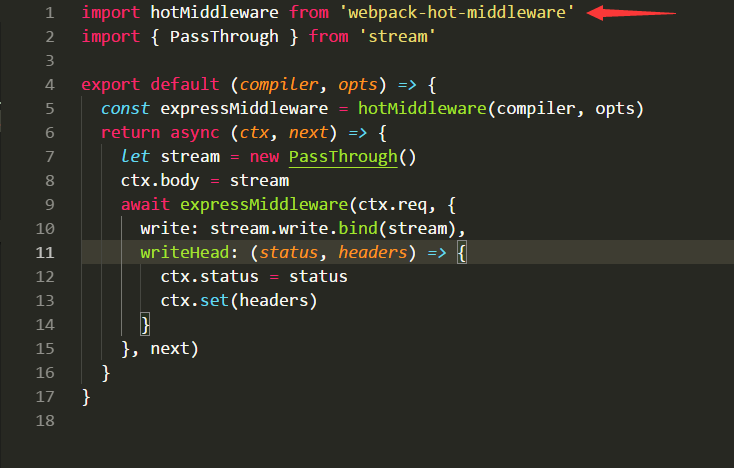 1 import hotMiddleware from 'webpack-hot-middleware'
2 import { PassThrough } from 'stream'
3
4 export default (compiler, opts) => {
5   const expressMiddleware = hotMiddleware(compiler, opts)
6   return async (ctx, next) => {
7     let stream = new PassThrough()
8     ctx.body = stream
9     await expressMiddleware(ctx.req, {
10       write: stream.write.bind(stream),
11       writeHead: (status, headers) => {
12         ctx.status = status
13         ctx.set(headers)
14       }
15     }, next)
16   }
17 }
18